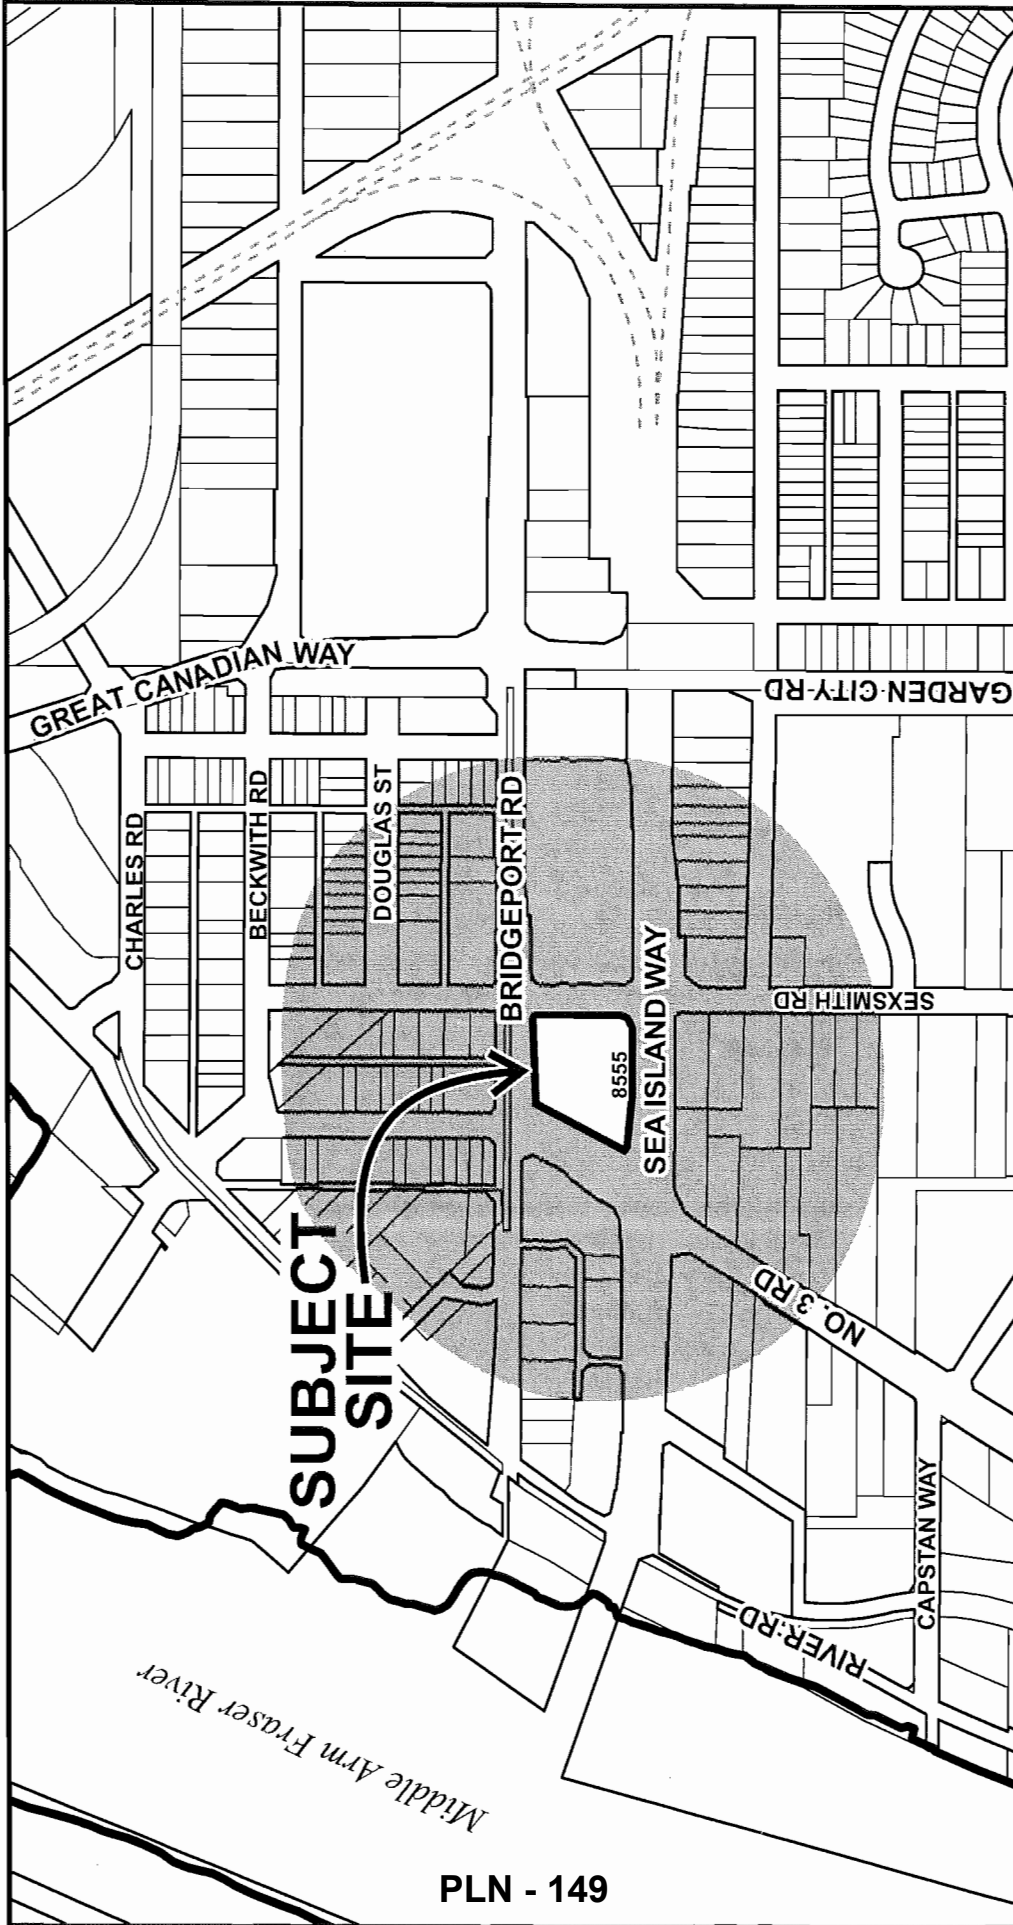 GREAT CANADIAN WAY
GARDEN CITY RD
CHARLES RD
BECKWITH RD
DOUGLAS ST
BRIDGEPORT RD
SEA ISLAND WAY
SEXSMITH RD
8555
SUBJECT
SITE
NO. 3 RD
CAPSTAN WAY
RIVER RD
Middle Arm Fraser River
PLN - 149